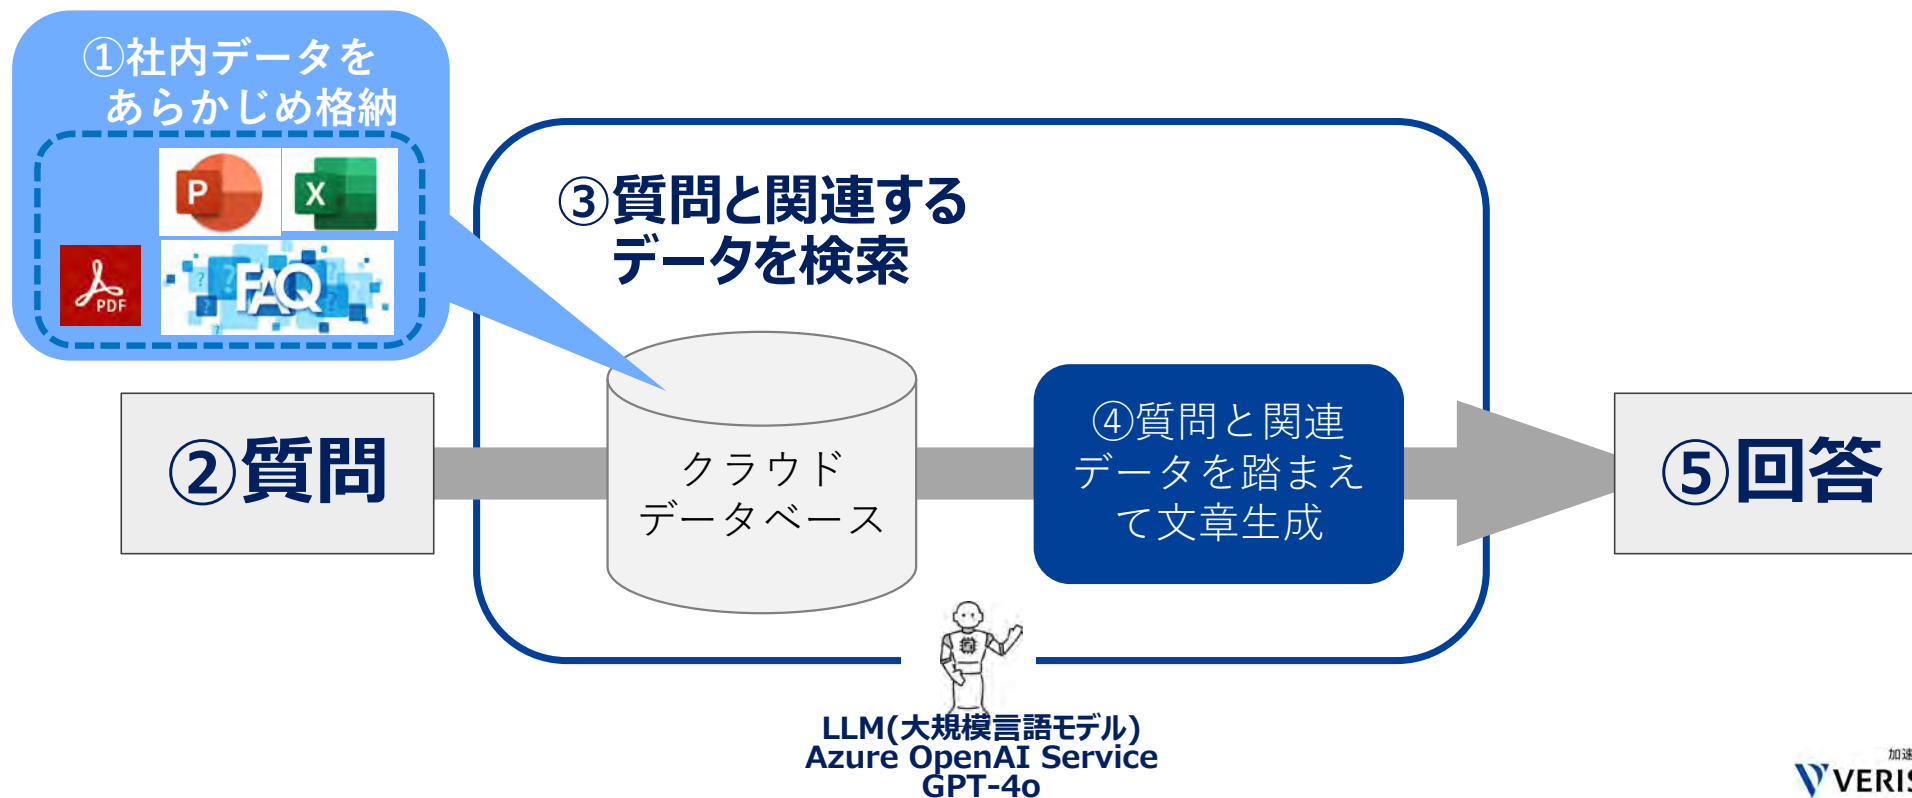 ①社内データを
あらかじめ格納
P
X
PDF
FAQ
③質問と関連する
データを検索
②質問
クラウド
データベース
④質問と関連
データを踏まえ
て文章生成
⑤回答
LLM(大規模言語モデル)
Azure OpenAI Service
GPT-4o
加速
VERIS